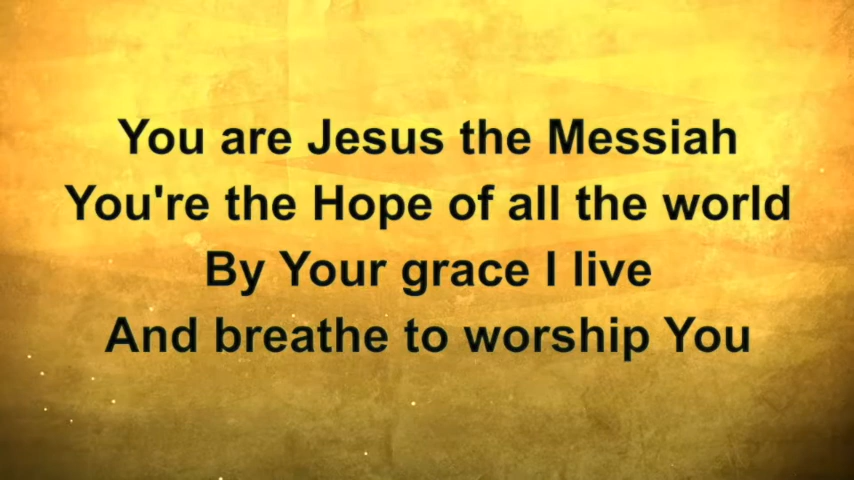 You are Jesus the Messiah
You're the Hope of all the world
By Your grace I live
And breathe to worship You